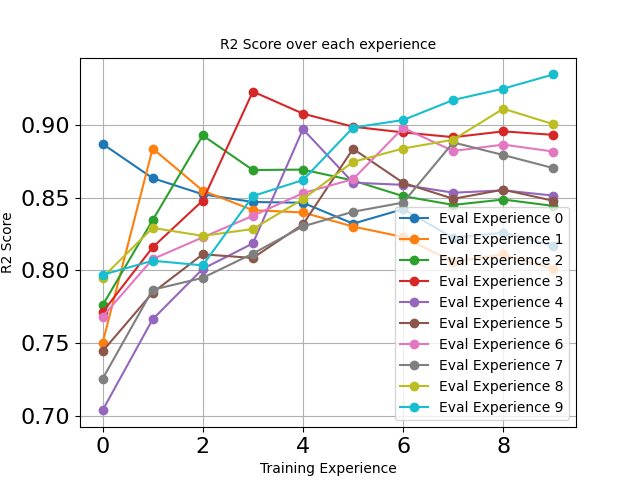 R2 Score over each experience
R2 Score
0.90
0.85
0.80
0.75
0.70
0
2
4
6
8
Training Experience
Eval Experience 0
Eval Experience 1
Eval Experience 2
Eval Experience 3
Eval Experience 4
Eval Experience 5
Eval Experience 6
Eval Experience 7
Eval Experience 8
Eval Experience 9